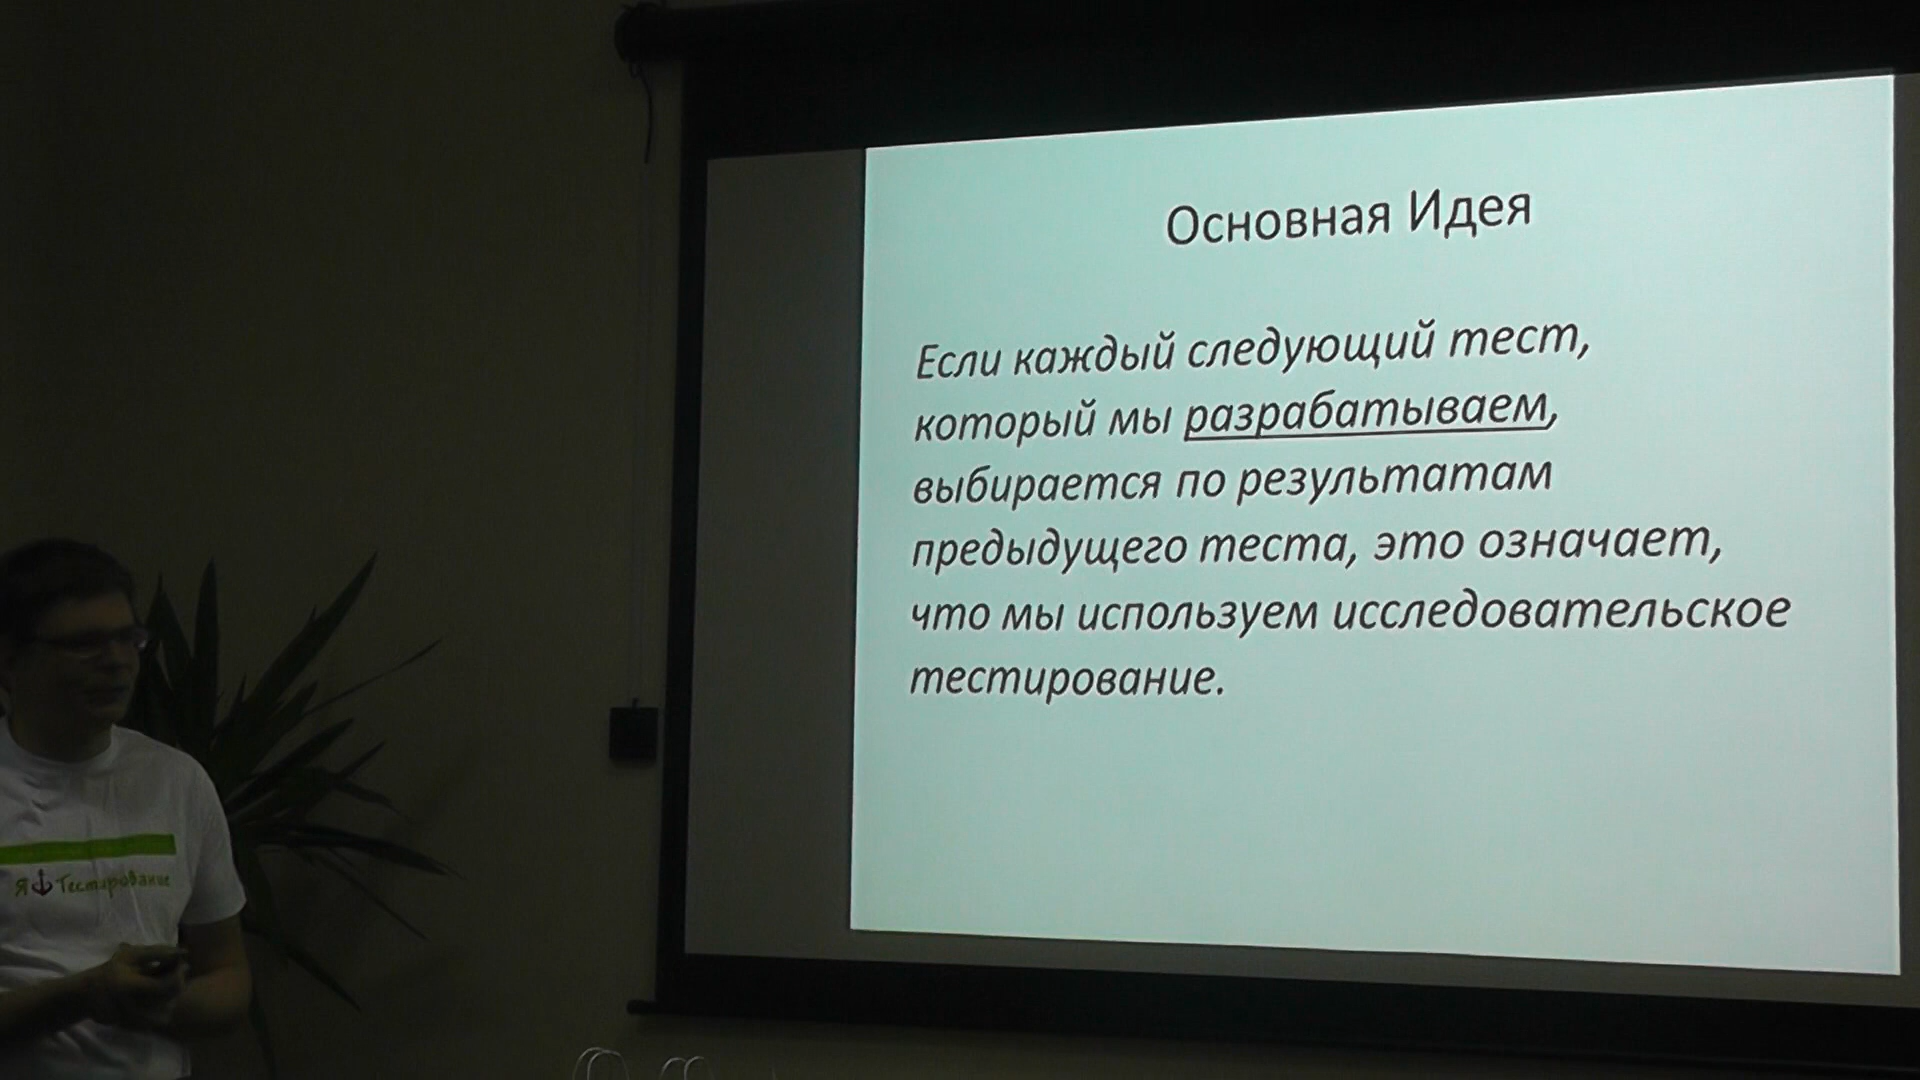 Основная Идея
Если каждый следующий тест,
который мы разрабатываем,
выбирается по результатам
предыдущего теста, это означает,
что мы используем исследовательское
тестирование.
Я Тестирование